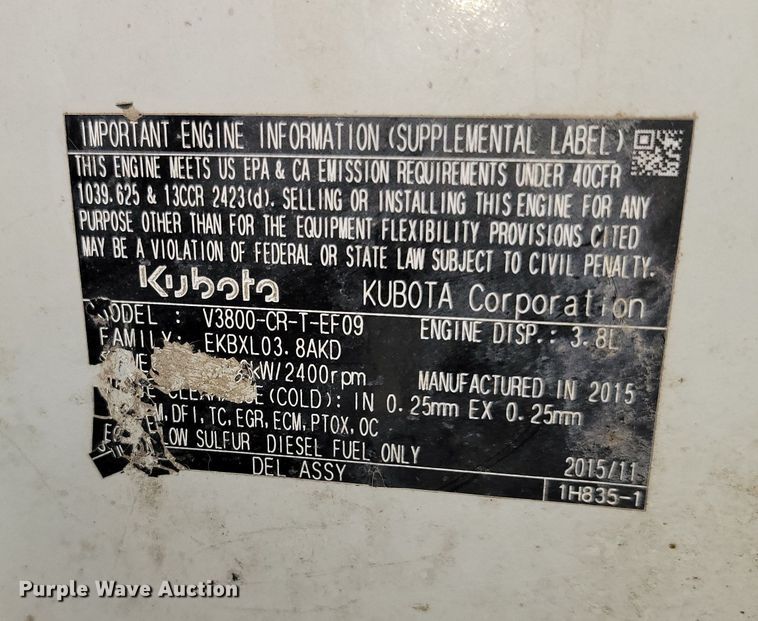 IMPORTANT ENGINE INFORMATION (SUPPLEMENTAL LABEL)
THIS ENGINE MEETS US EPA & CA EMISSION REQUIREMENTS UNDER 40CFR
1039.625 & 13CCR 2423(d). SELLING OR INSTALLING THIS ENGINE FOR ANY
PURPOSE OTHER THAN FOR THE EQUIPMENT FLEXIBILITY PROVISIONS CITED
MAY BE A VIOLATION OF FEDERAL OR STATE LAW SUBJECT TO CIVIL PENALTY.
Kubota KUBOTA Corporation
MODEL : V3800-CR-T-EF09 ENGINE DISP.: 3.8L
FAMILY: EKBXL03.8AKD
kW/2400rpm MANUFACTURED IN 2015
(COLD): IN 0.25mm EX 0.25mm
DFI, TC, EGR, ECM, PTOX, OC
LOW SULFUR DIESEL FUEL ONLY
DEL ASSY 2015/11
1H835-1
Purple Wave Auction